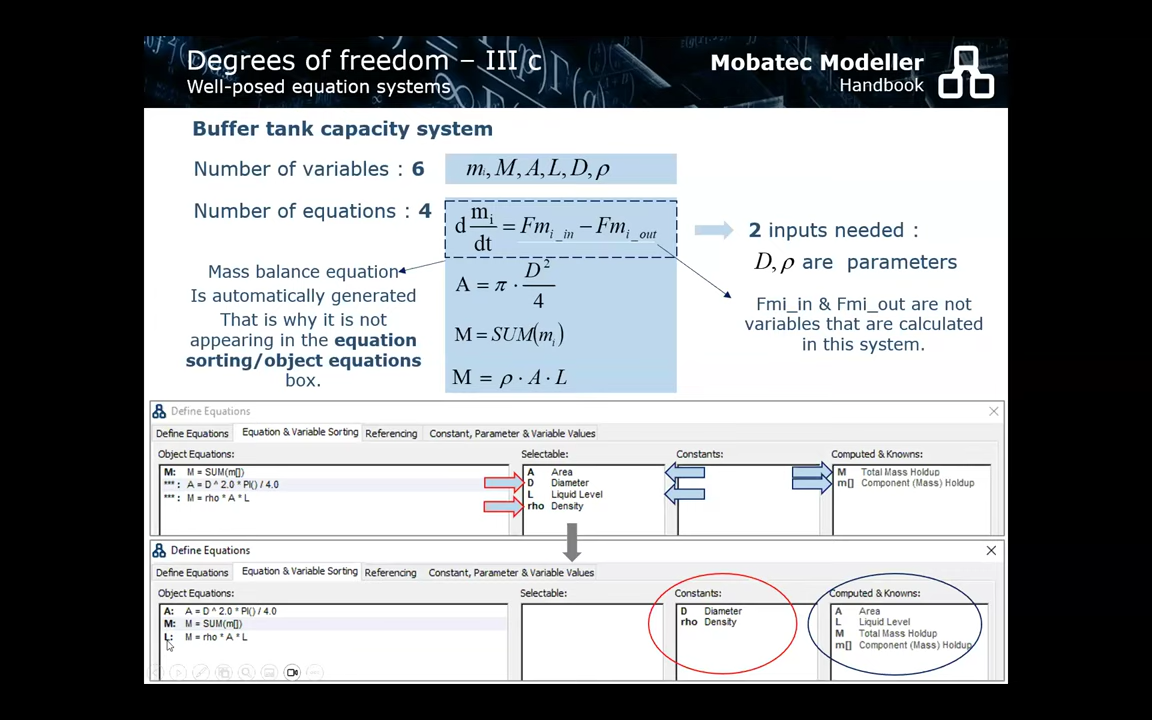 Degrees of freedom – III c
Well-posed equation systems
Mobatec Modeller
Handbook
Buffer tank capacity system
Number of variables : 6
mᵢ, M, A, L, D, ρ
Number of equations : 4
d mᵢ/dt = Fmᵢ_in − Fmᵢ_out
A = π · D²/4
M = SUM(mᵢ)
M = ρ · A · L
Mass balance equation
Is automatically generated
That is why it is not
appearing in the equation
sorting/object equations
box.
2 inputs needed :
D, ρ are parameters
Fmi_in & Fmi_out are not
variables that are calculated
in this system.
Define Equations
Define Equations Equation & Variable Sorting Referencing Constant, Parameter & Variable Values
Object Equations:
M: M = SUM(m[])
*** : A = D ^ 2.0 * PI() / 4.0
*** : M = rho * A * L
Selectable:
A Area
D Diameter
L Liquid Level
rho Density
Constants:
Computed & Knowns:
M Total Mass Holdup
m[] Component (Mass) Holdup
Define Equations
Define Equations Equation & Variable Sorting Referencing Constant, Parameter & Variable Values
Object Equations:
A: A = D ^ 2.0 * PI() / 4.0
M: M = SUM(m[])
L: M = rho * A * L
Selectable:
Constants:
D Diameter
rho Density
Computed & Knowns:
A Area
L Liquid Level
M Total Mass Holdup
m[] Component (Mass) Holdup